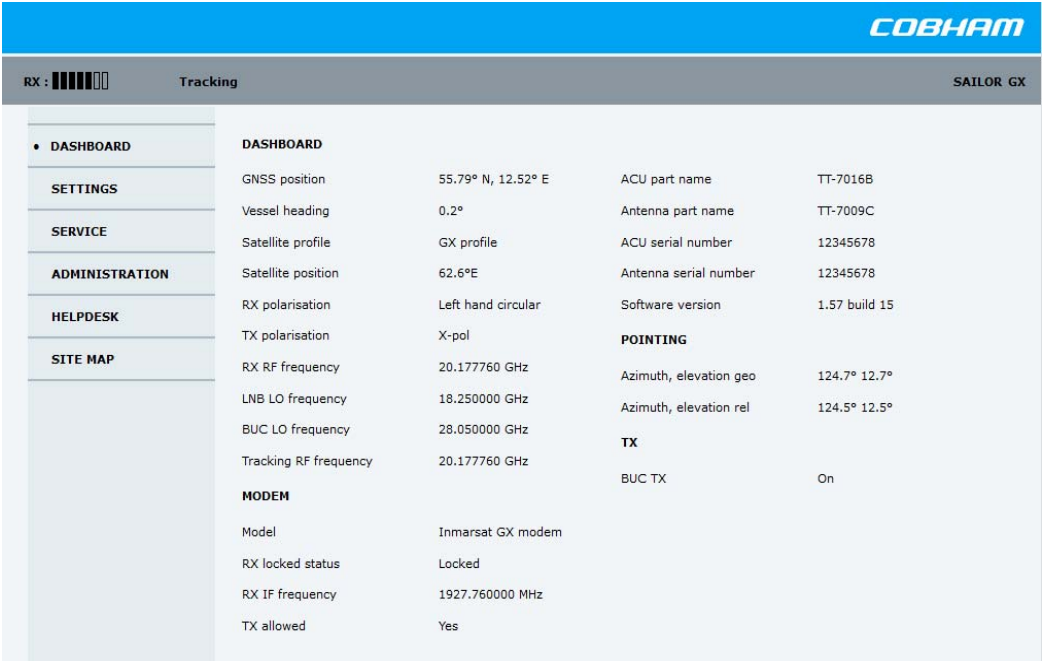 COBHAM
RX : Tracking SAILOR GX
DASHBOARD
SETTINGS
SERVICE
ADMINISTRATION
HELPDESK
SITE MAP
DASHBOARD
GNSS position 55.79° N, 12.52° E
Vessel heading 0.2°
Satellite profile GX profile
Satellite position 62.6°E
RX polarisation Left hand circular
TX polarisation X-pol
RX RF frequency 20.177760 GHz
LNB LO frequency 18.250000 GHz
BUC LO frequency 28.050000 GHz
Tracking RF frequency 20.177760 GHz
MODEM
Model Inmarsat GX modem
RX locked status Locked
RX IF frequency 1927.760000 MHz
TX allowed Yes
ACU part name TT-7016B
Antenna part name TT-7009C
ACU serial number 12345678
Antenna serial number 12345678
Software version 1.57 build 15
POINTING
Azimuth, elevation geo 124.7° 12.7°
Azimuth, elevation rel 124.5° 12.5°
TX
BUC TX On